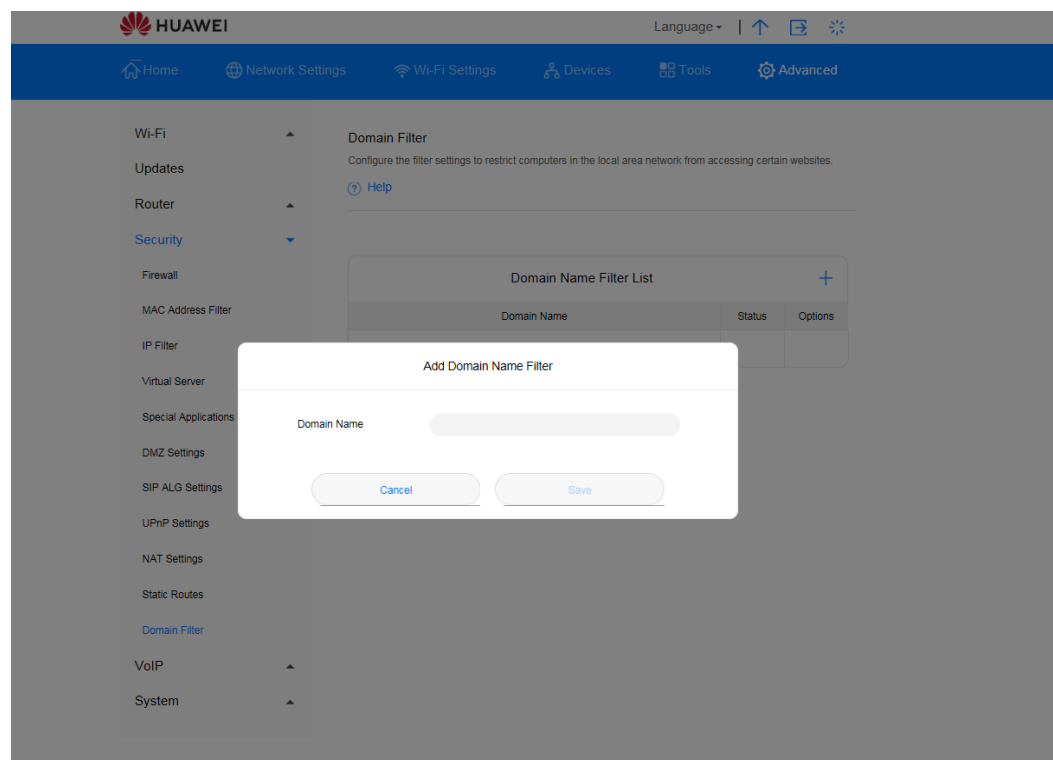 HUAWEI
Language
Home
Network Settings
Wi-Fi Settings
Devices
Tools
Advanced
Wi-Fi
Updates
Router
Security
Firewall
MAC Address Filter
IP Filter
Virtual Server
Special Applications
DMZ Settings
SIP ALG Settings
UPnP Settings
NAT Settings
Static Routes
Domain Filter
VoIP
System
Domain Filter
Configure the filter settings to restrict computers in the local area network from accessing certain websites.
? Help
Domain Name Filter List
Domain Name Status Options
Add Domain Name Filter
Domain Name
Cancel Save